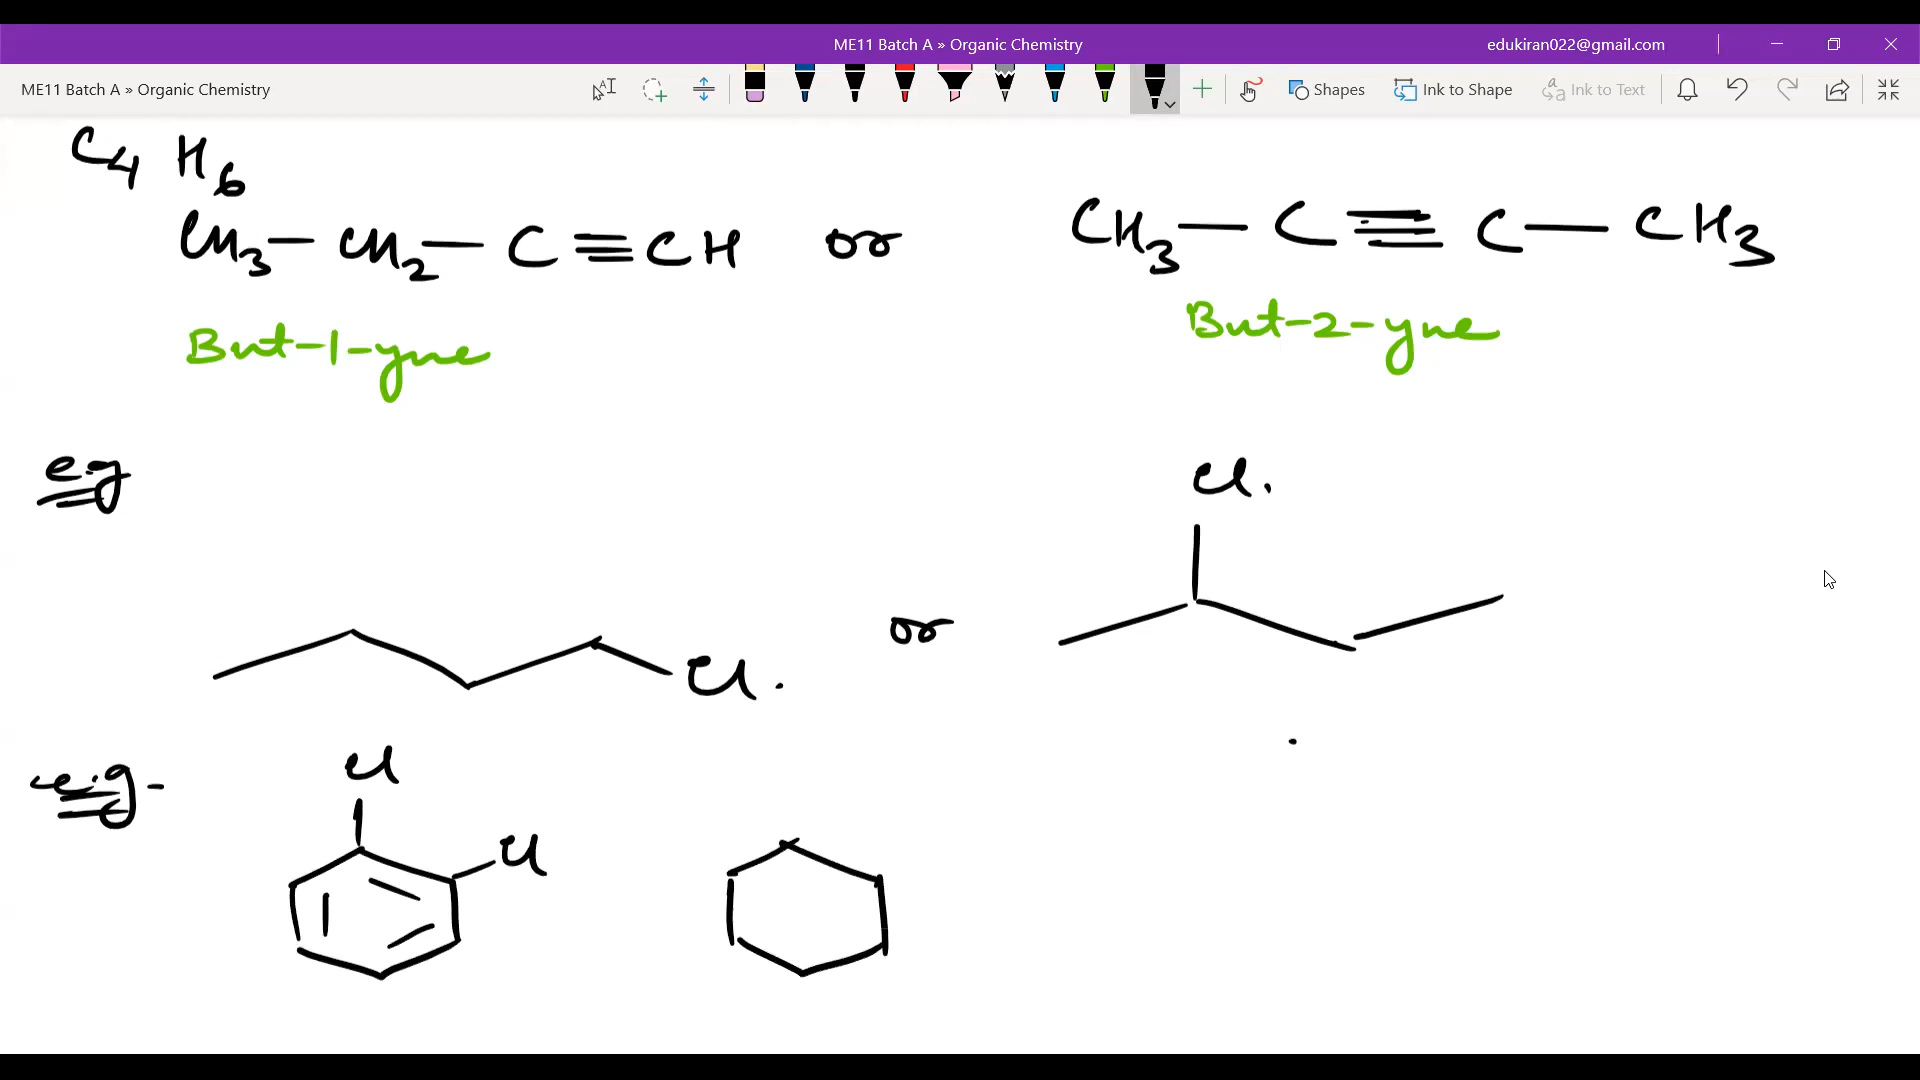 ME11 Batch A » Organic Chemistry
edukiran022@gmail.com
ME11 Batch A » Organic Chemistry
Shapes
Ink to Shape
Ink to Text
C4 H6
CH3 — CH2 — C ≡ CH or CH3 — C ≡ C — CH3
But-1-yne
But-2-yne
e.g
Cl.
or
Cl.
e.g -
Cl
Cl